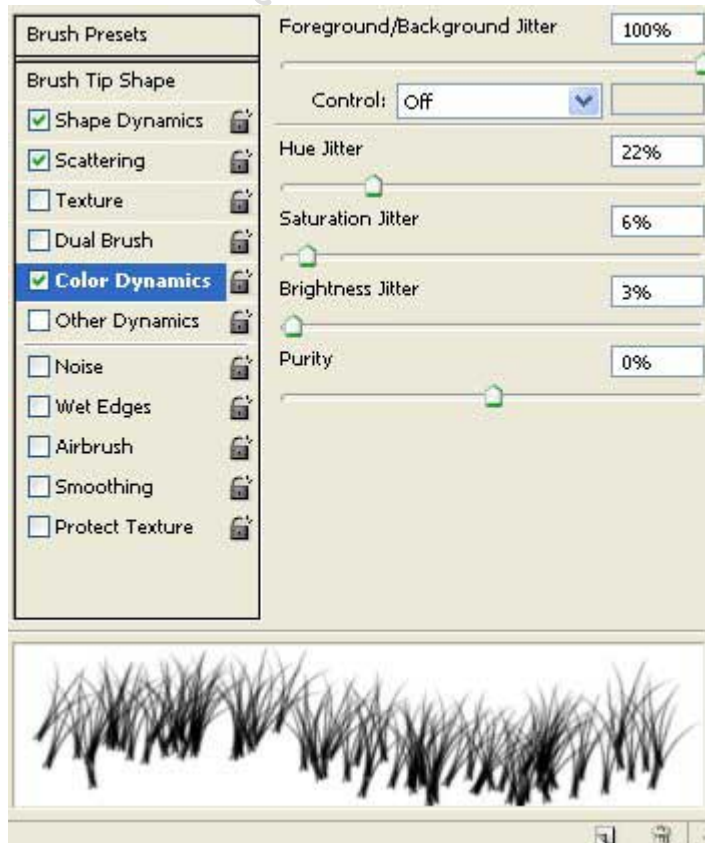 Brush Presets
Brush Tip Shape
Shape Dynamics
Scattering
Texture
Dual Brush
Color Dynamics
Other Dynamics
Noise
Wet Edges
Airbrush
Smoothing
Protect Texture
Foreground/Background Jitter 100%
Control: Off
Hue Jitter 22%
Saturation Jitter 6%
Brightness Jitter 3%
Purity 0%